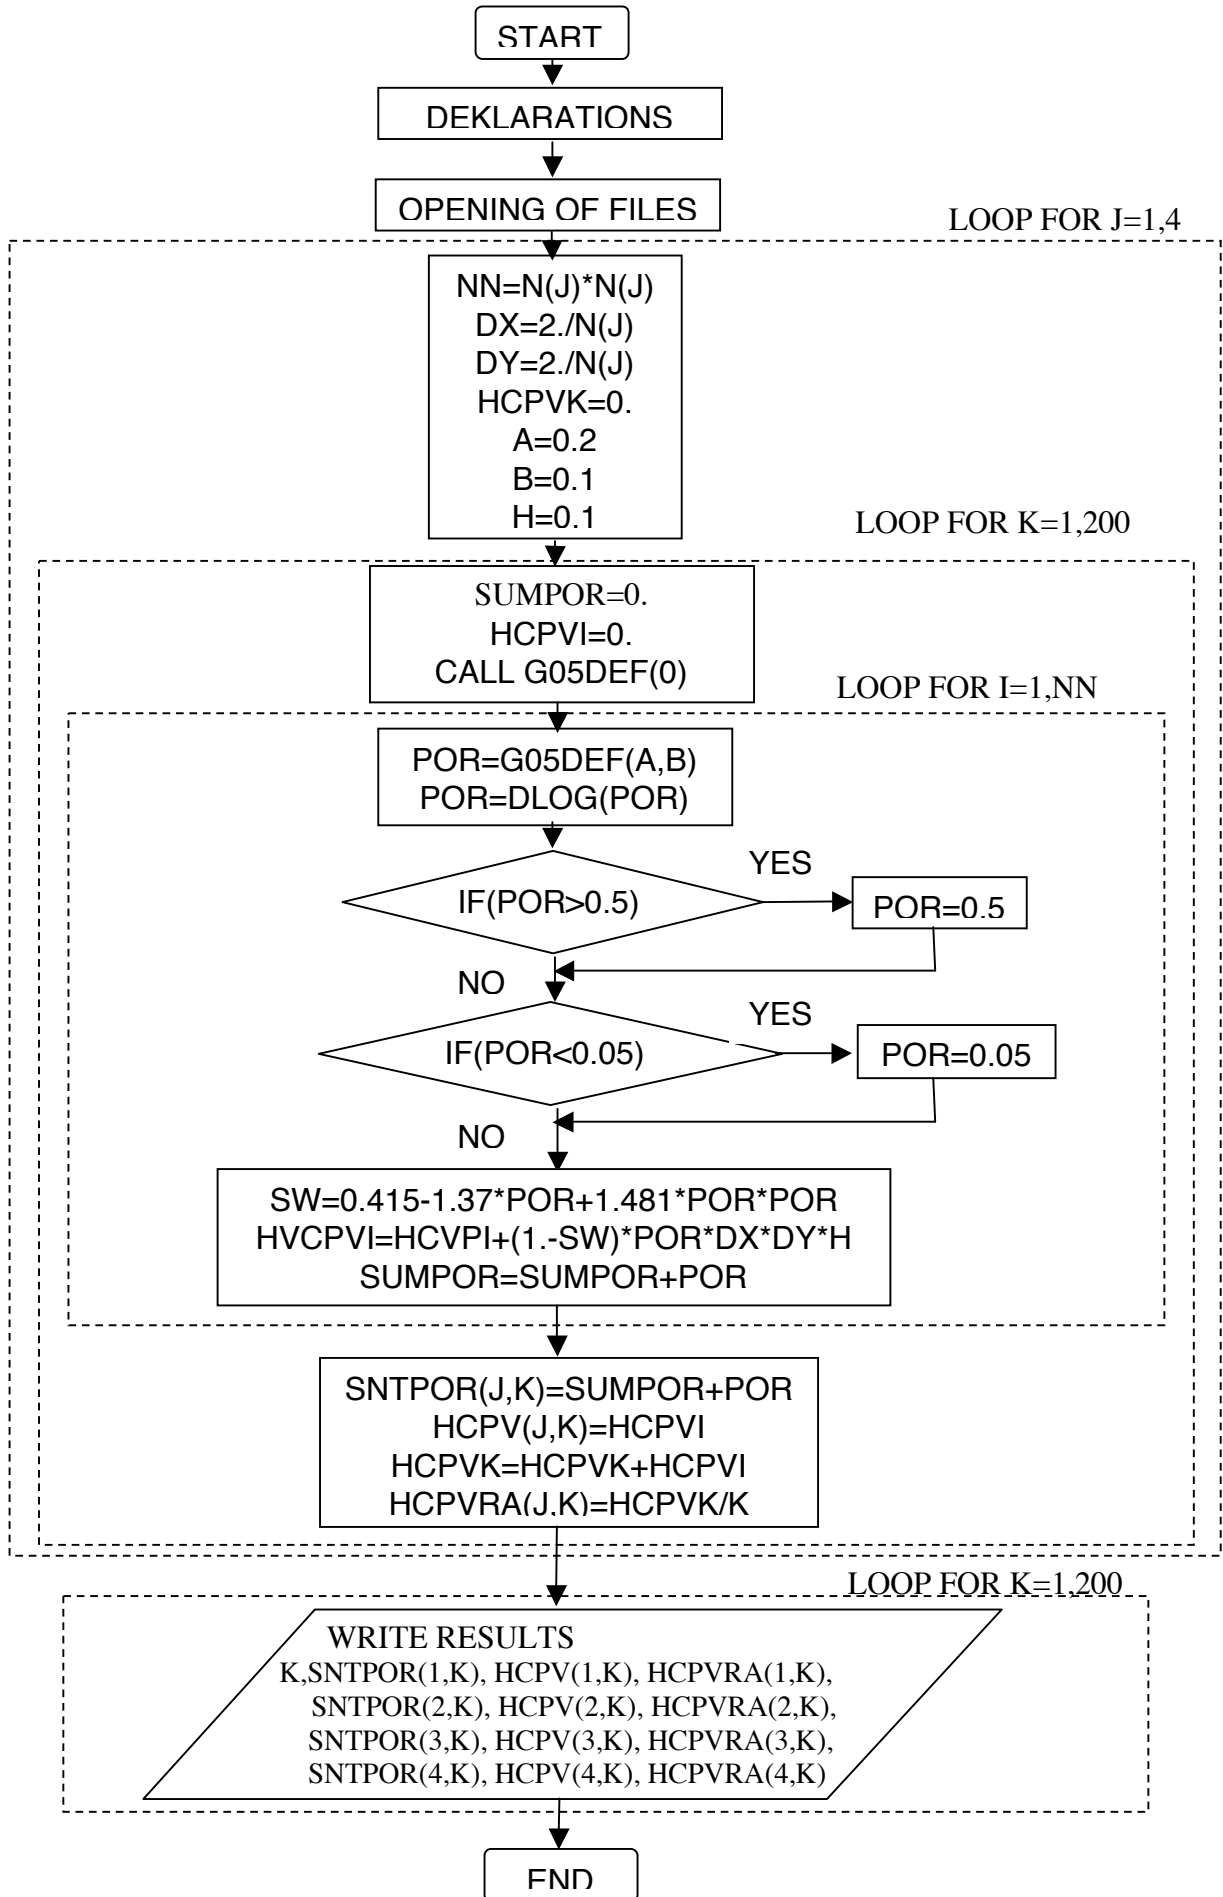 START
DEKLARATIONS
OPENING OF FILES
LOOP FOR J=1,4
NN=N(J)*N(J)
DX=2./N(J)
DY=2./N(J)
HCPVK=0.
A=0.2
B=0.1
H=0.1
LOOP FOR K=1,200
SUMPOR=0.
HCPVI=0.
CALL G05DEF(0)
LOOP FOR I=1,NN
POR=G05DEF(A,B)
POR=DLOG(POR)
IF(POR>0.5)
YES
POR=0.5
NO
IF(POR<0.05)
YES
POR=0.05
NO
SW=0.415-1.37*POR+1.481*POR*POR
HVCPVI=HCVPI+(1.-SW)*POR*DX*DY*H
SUMPOR=SUMPOR+POR
SNTPOR(J,K)=SUMPOR+POR
HCPV(J,K)=HCPVI
HCPVK=HCPVK+HCPVI
HCPVRA(J,K)=HCPVK/K
LOOP FOR K=1,200
WRITE RESULTS
K,SNTPOR(1,K), HCPV(1,K), HCPVRA(1,K),
SNTPOR(2,K), HCPV(2,K), HCPVRA(2,K),
SNTPOR(3,K), HCPV(3,K), HCPVRA(3,K),
SNTPOR(4,K), HCPV(4,K), HCPVRA(4,K)
END